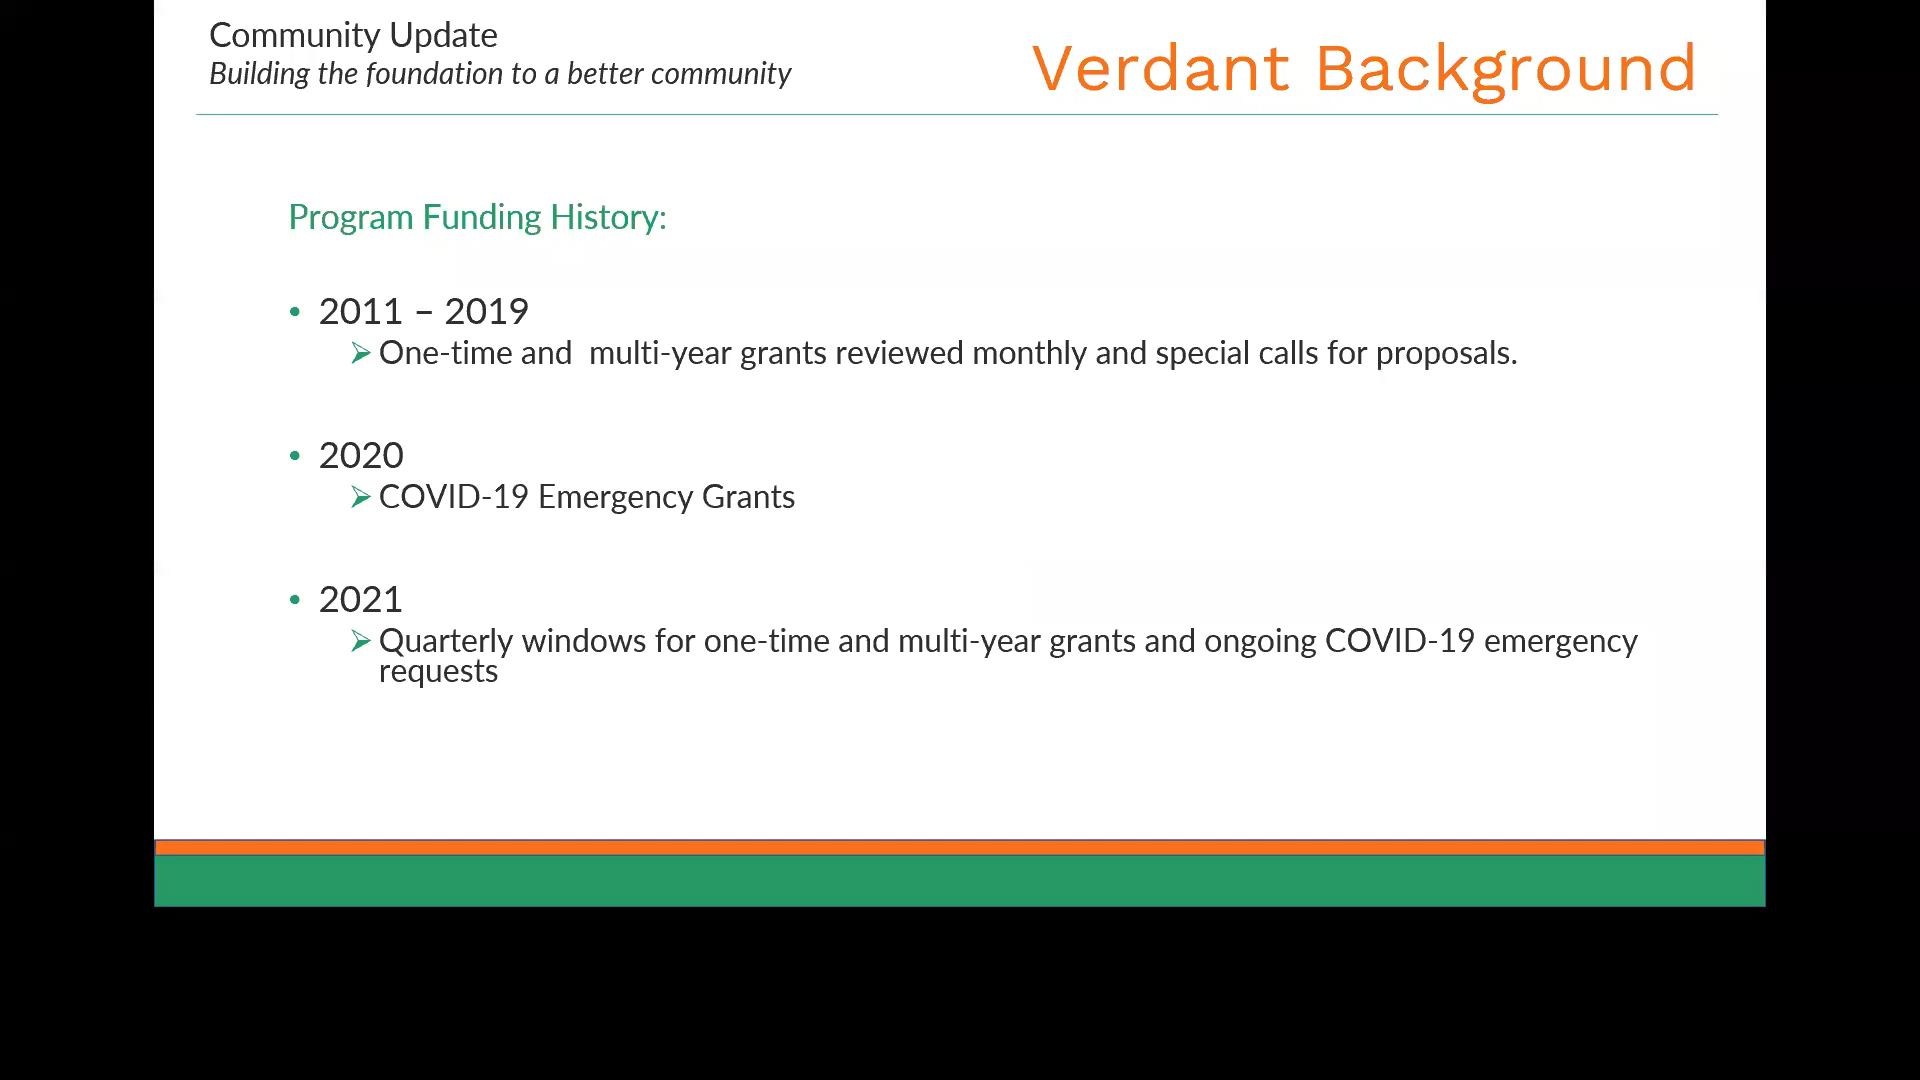 Community Update
Building the foundation to a better community
Verdant Background
Program Funding History:
• 2011 – 2019
➢ One-time and  multi-year grants reviewed monthly and special calls for proposals.
• 2020
➢ COVID-19 Emergency Grants
• 2021
➢ Quarterly windows for one-time and multi-year grants and ongoing COVID-19 emergency
requests